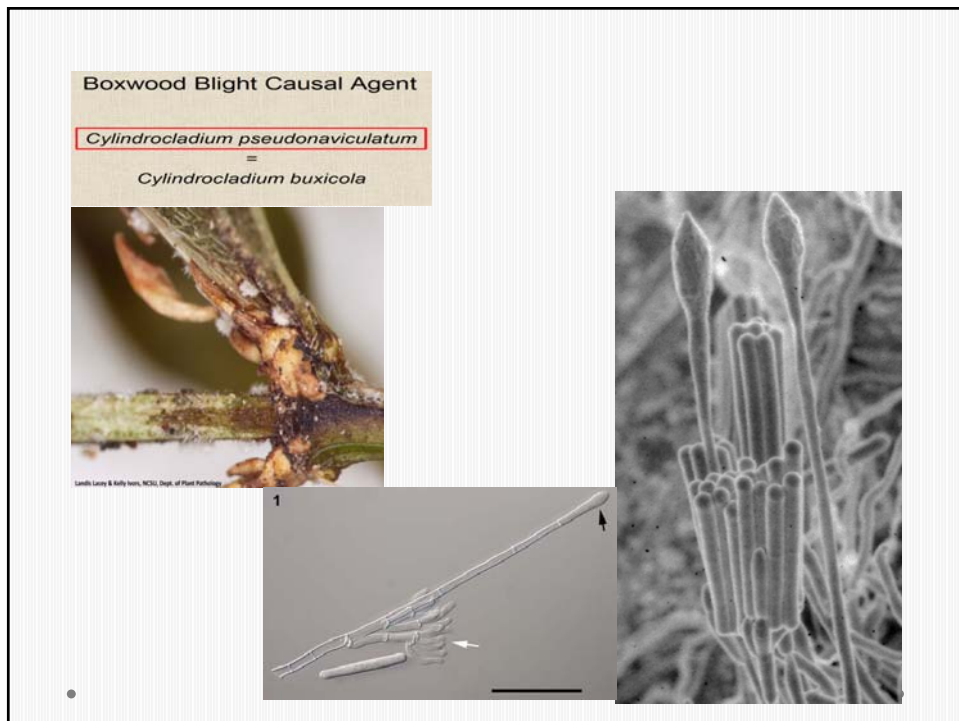 Boxwood Blight Causal Agent
Cylindrocladium pseudonaviculatum
=
Cylindrocladium buxicola
Landis Lacey & Kelly Ivors, NCSU, Dept. of Plant Pathology
1